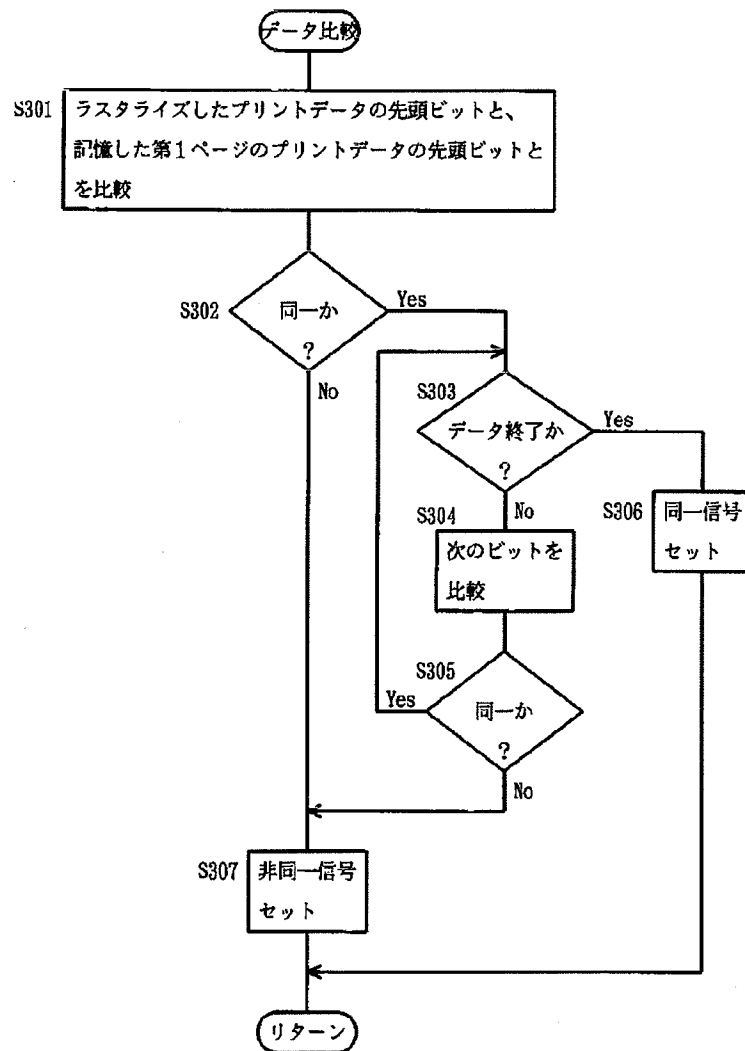 データ比較
S301
ラスタライズしたプリントデータの先頭ビットと、
記憶した第1ページのプリントデータの先頭ビットと
を比較
S302
同一か
?
Yes
No
S303
データ終了か
?
Yes
No
S304
次のビットを
比較
S306
同一信号
セット
S305
同一か
?
Yes
No
S307
非同一信号
セット
リターン